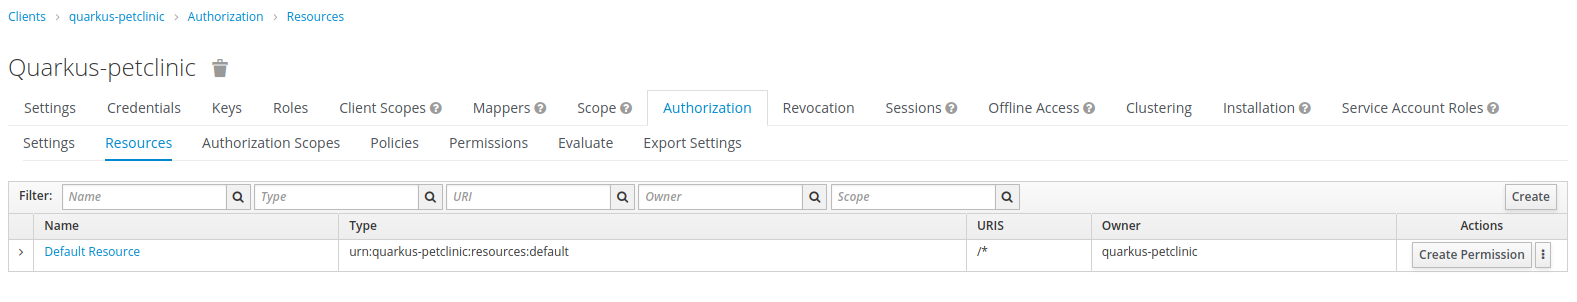 Clients > quarkus-petclinic > Authorization > Resources
Quarkus-petclinic
Settings Credentials Keys Roles Client Scopes ? Mappers ? Scope ? Authorization Revocation Sessions ? Offline Access ? Clustering Installation ? Service Account Roles ?
Settings Resources Authorization Scopes Policies Permissions Evaluate Export Settings
Filter: Name Type URI Owner Scope Create
Name Type URIS Owner Actions
> Default Resource urn:quarkus-petclinic:resources:default /* quarkus-petclinic Create Permission